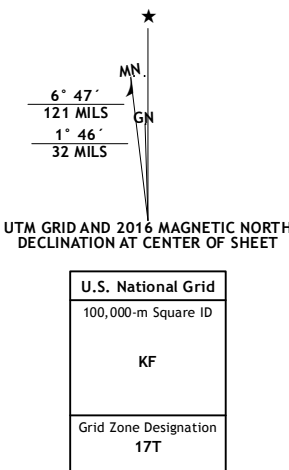 ★
MN.
6° 47´
121 MILS
GN
1° 46´
32 MILS
UTM GRID AND 2016 MAGNETIC NORTH
DECLINATION AT CENTER OF SHEET
U.S. National Grid
100,000-m Square ID
KF
Grid Zone Designation
17T